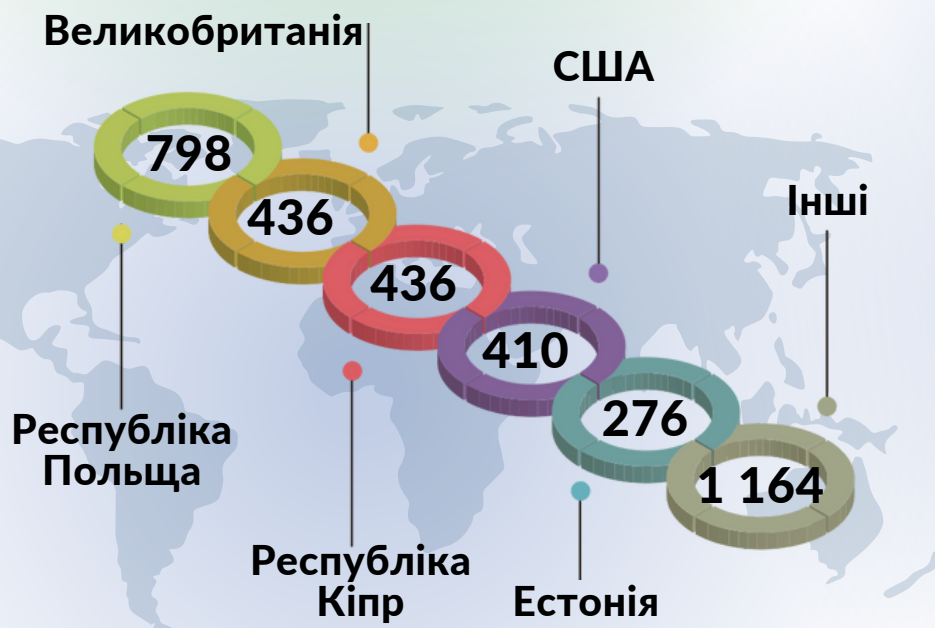 Великобританія
США
798
Інші
436
436
410
Республіка
Польща
276
1 164
Республіка
Кіпр
Естонія